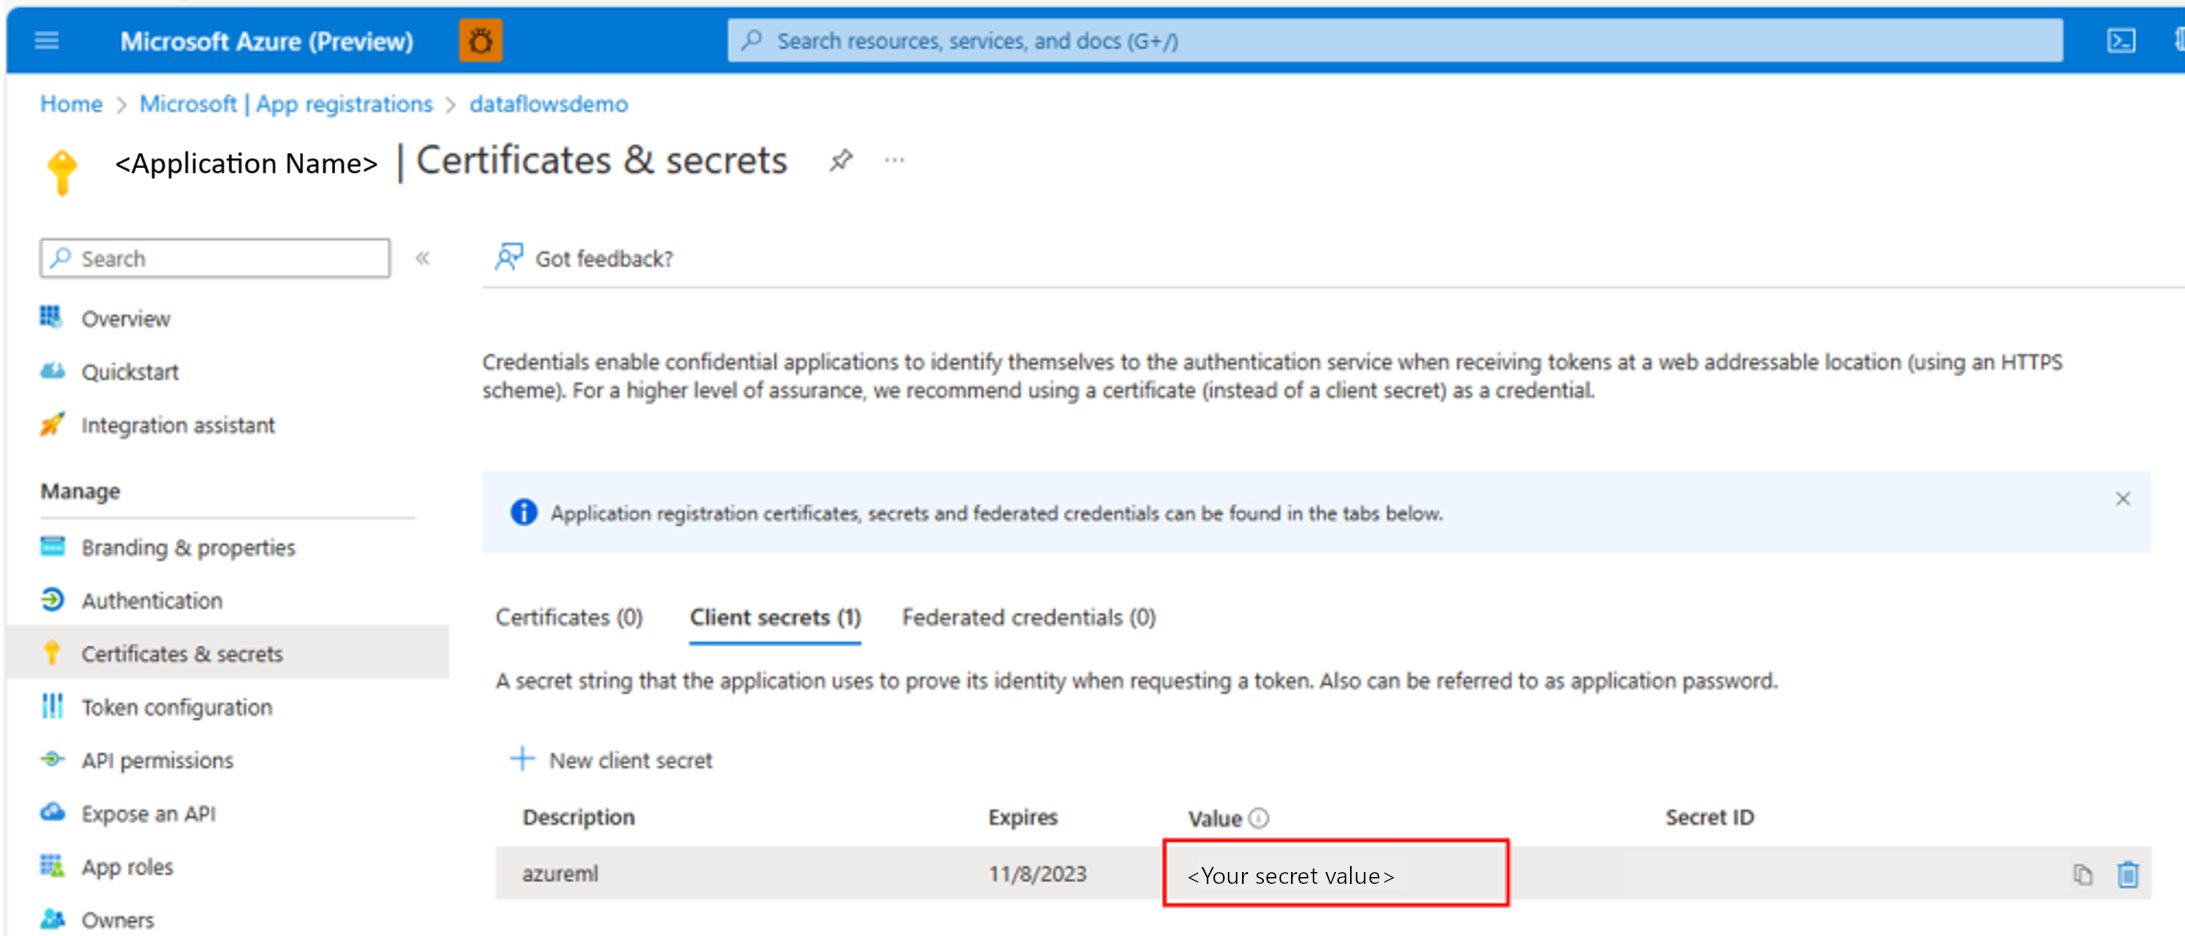 Microsoft Azure (Preview)
Search resources, services, and docs (G+/)
Home > Microsoft | App registrations > dataflowsdemo
<Application Name> | Certificates & secrets
Search
Got feedback?
Overview
Quickstart
Integration assistant
Manage
Branding & properties
Authentication
Certificates & secrets
Token configuration
API permissions
Expose an API
App roles
Owners
Credentials enable confidential applications to identify themselves to the authentication service when receiving tokens at a web addressable location (using an HTTPS
scheme). For a higher level of assurance, we recommend using a certificate (instead of a client secret) as a credential.
Application registration certificates, secrets and federated credentials can be found in the tabs below.
Certificates (0) Client secrets (1) Federated credentials (0)
A secret string that the application uses to prove its identity when requesting a token. Also can be referred to as application password.
New client secret
Description Expires Value Secret ID
azureml 11/8/2023 <Your secret value>